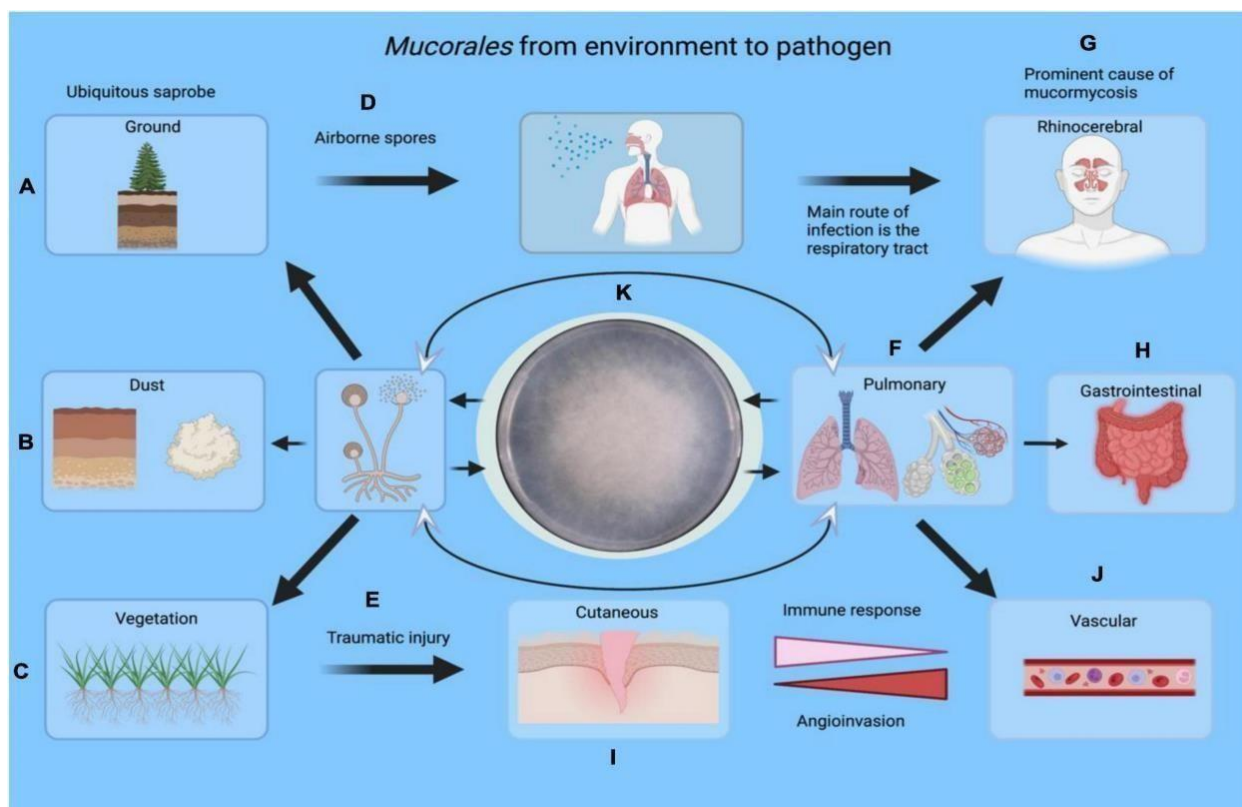 Mucorales from environment to pathogen
G
Ubiquitous saprobe
D
Prominent cause of
mucormycosis
Ground
Airborne spores
Rhinocerebral
A
Main route of
infection is the
respiratory tract
K
F
H
Dust
Pulmonary
Gastrointestinal
B
E
J
Vegetation
Traumatic injury
Cutaneous
Immune response
Vascular
C
Angioinvasion
I